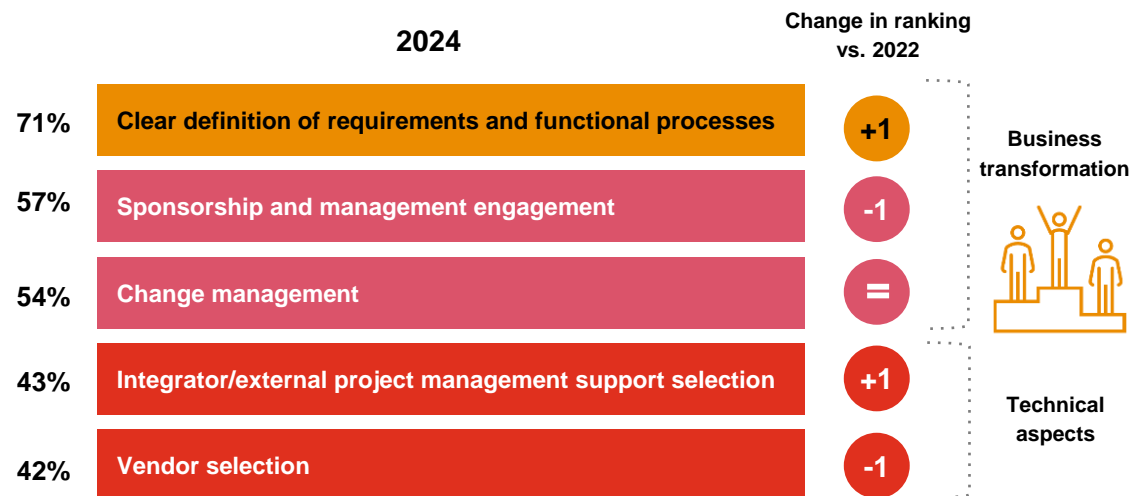 2024
Change in ranking
vs. 2022
71%
Clear definition of requirements and functional processes
+1
57%
Sponsorship and management engagement
-1
54%
Change management
=
Business
transformation
43%
Integrator/external project management support selection
+1
42%
Vendor selection
-1
Technical
aspects